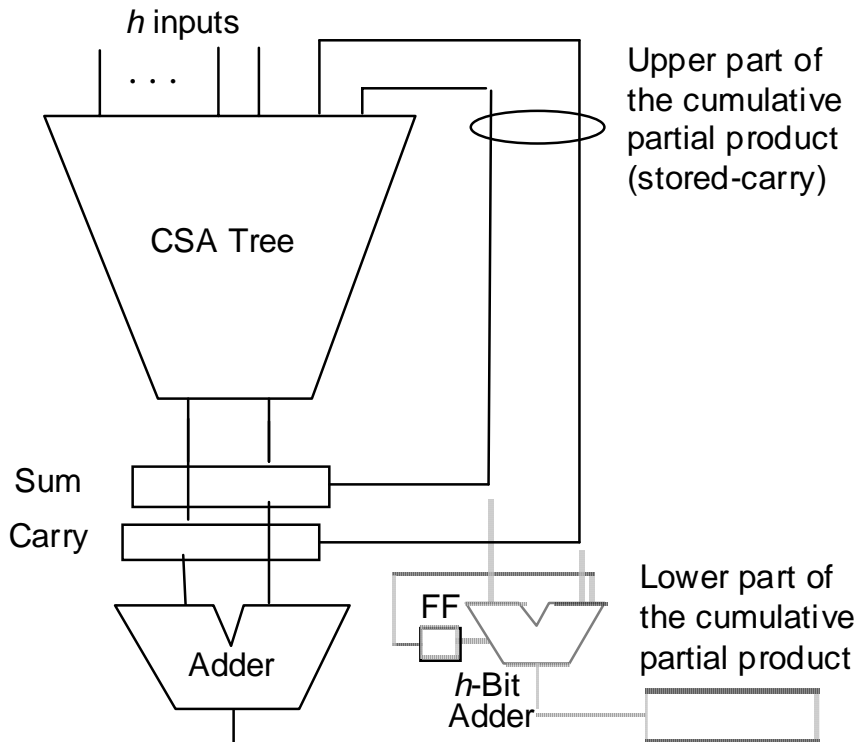 h inputs
. . .
Upper part of
the cumulative
partial product
(stored-carry)
CSA Tree
Sum
Carry
Adder
FF
h-Bit
Adder
Lower part of
the cumulative
partial product